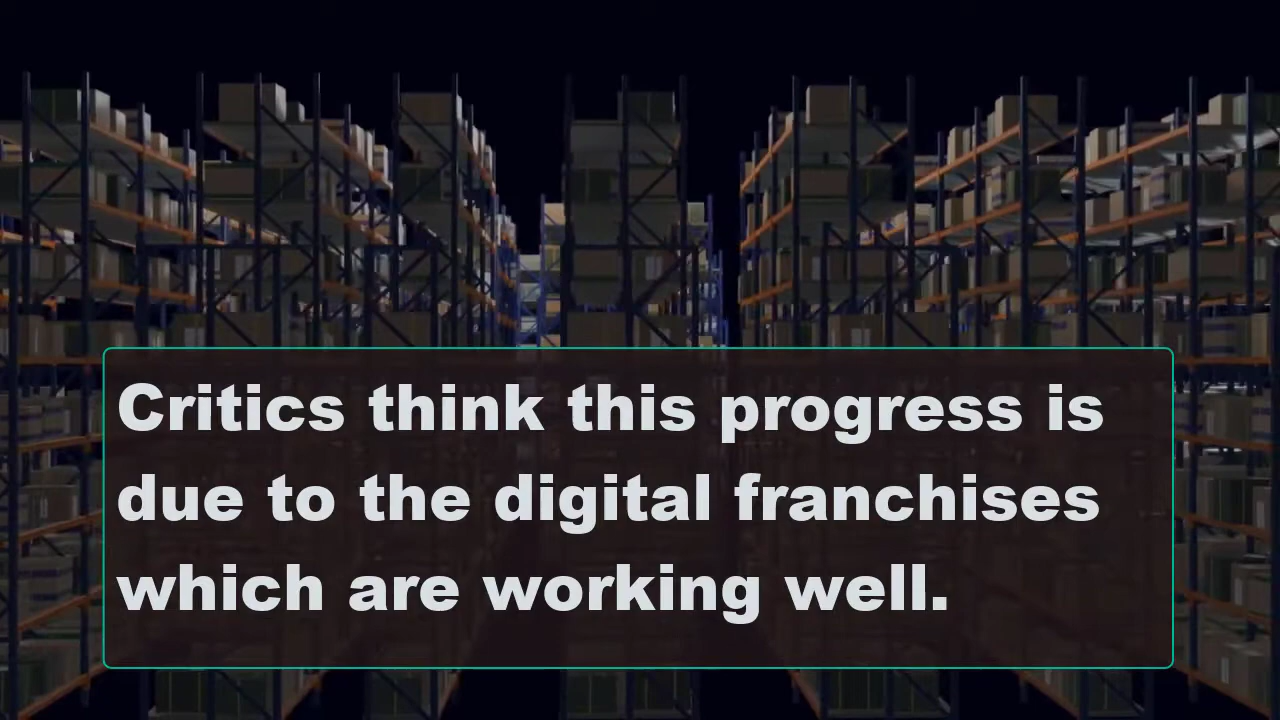 Critics think this progress is
due to the digital franchises
which are working well.